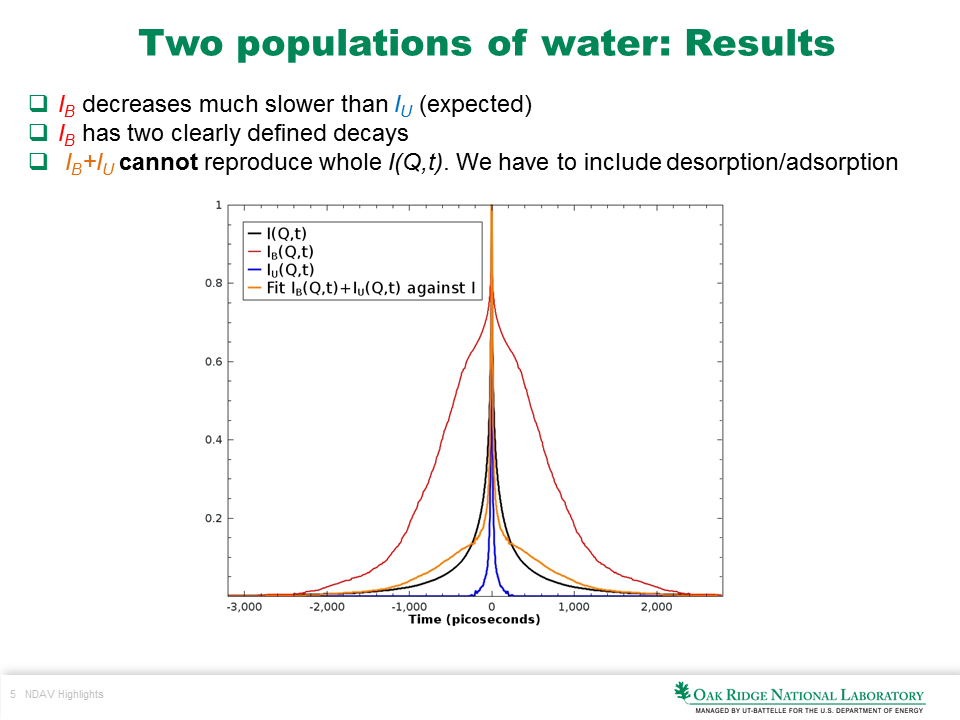 Two populations of water: Results
I_B decreases much slower than I_U (expected)
I_B has two clearly defined decays
I_B+I_U cannot reproduce whole I(Q,t). We have to include desorption/adsorption
1
0.8
0.6
0.4
0.2
I(Q,t)
I_B(Q,t)
I_U(Q,t)
Fit I_B(Q,t)+I_U(Q,t) against I
-3,000 -2,000 -1,000 0 1,000 2,000
Time (picoseconds)
5 NDAV Highlights
OAK RIDGE NATIONAL LABORATORY
MANAGED BY UT-BATTELLE FOR THE U.S. DEPARTMENT OF ENERGY